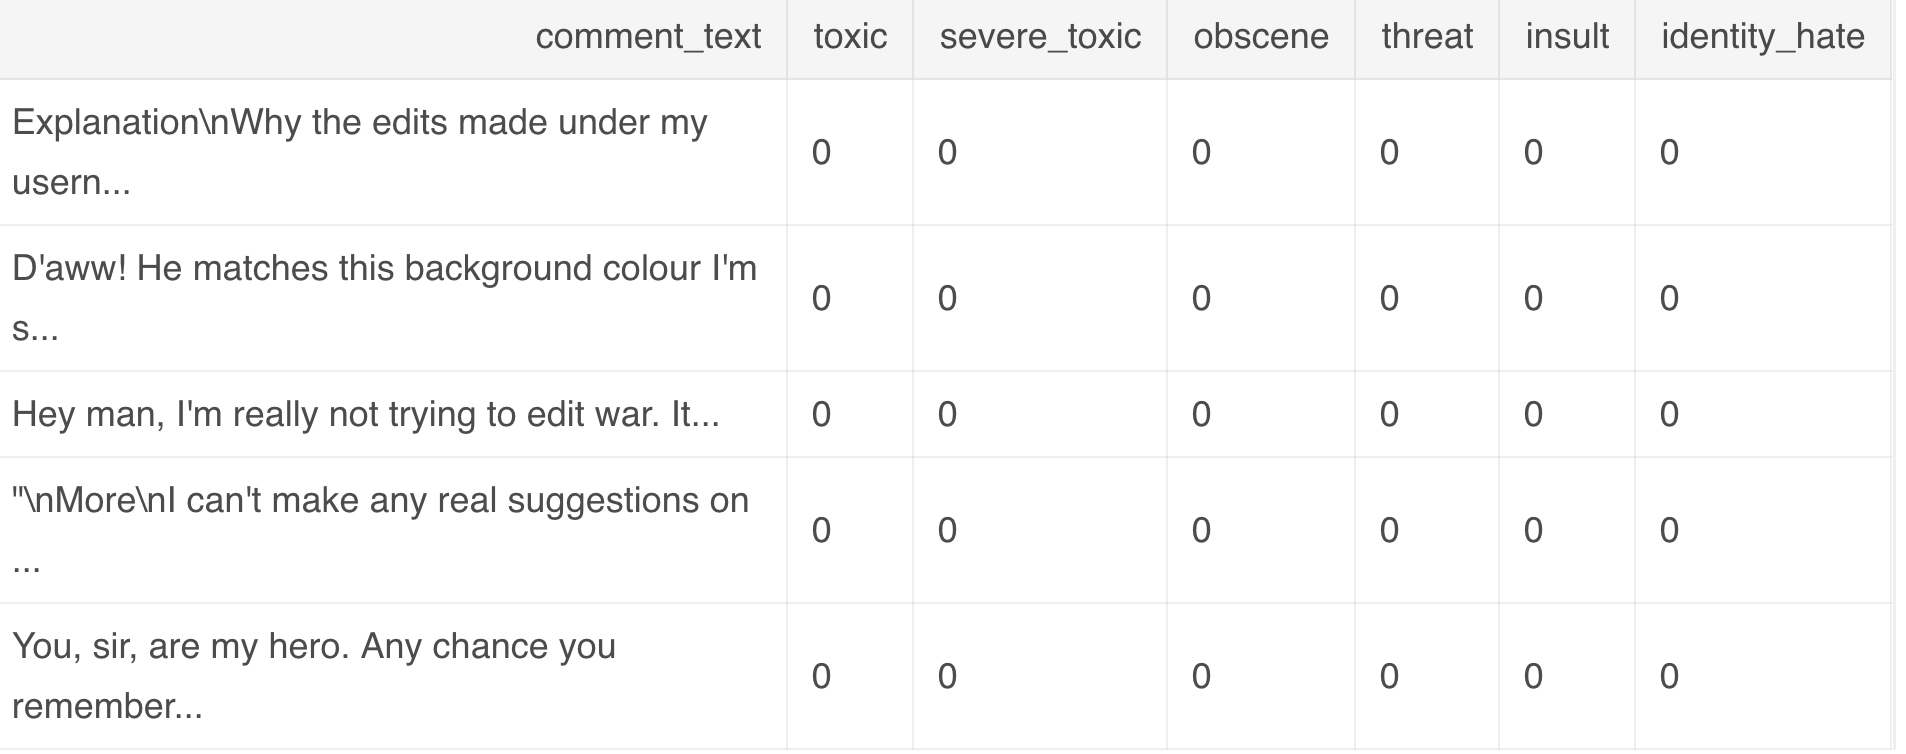 comment_text toxic severe_toxic obscene threat insult identity_hate
Explanation\nWhy the edits made under my
usern... 0 0 0 0 0 0
D'aww! He matches this background colour I'm
s... 0 0 0 0 0 0
Hey man, I'm really not trying to edit war. It... 0 0 0 0 0 0
"\nMore\nI can't make any real suggestions on
... 0 0 0 0 0 0
You, sir, are my hero. Any chance you
remember... 0 0 0 0 0 0